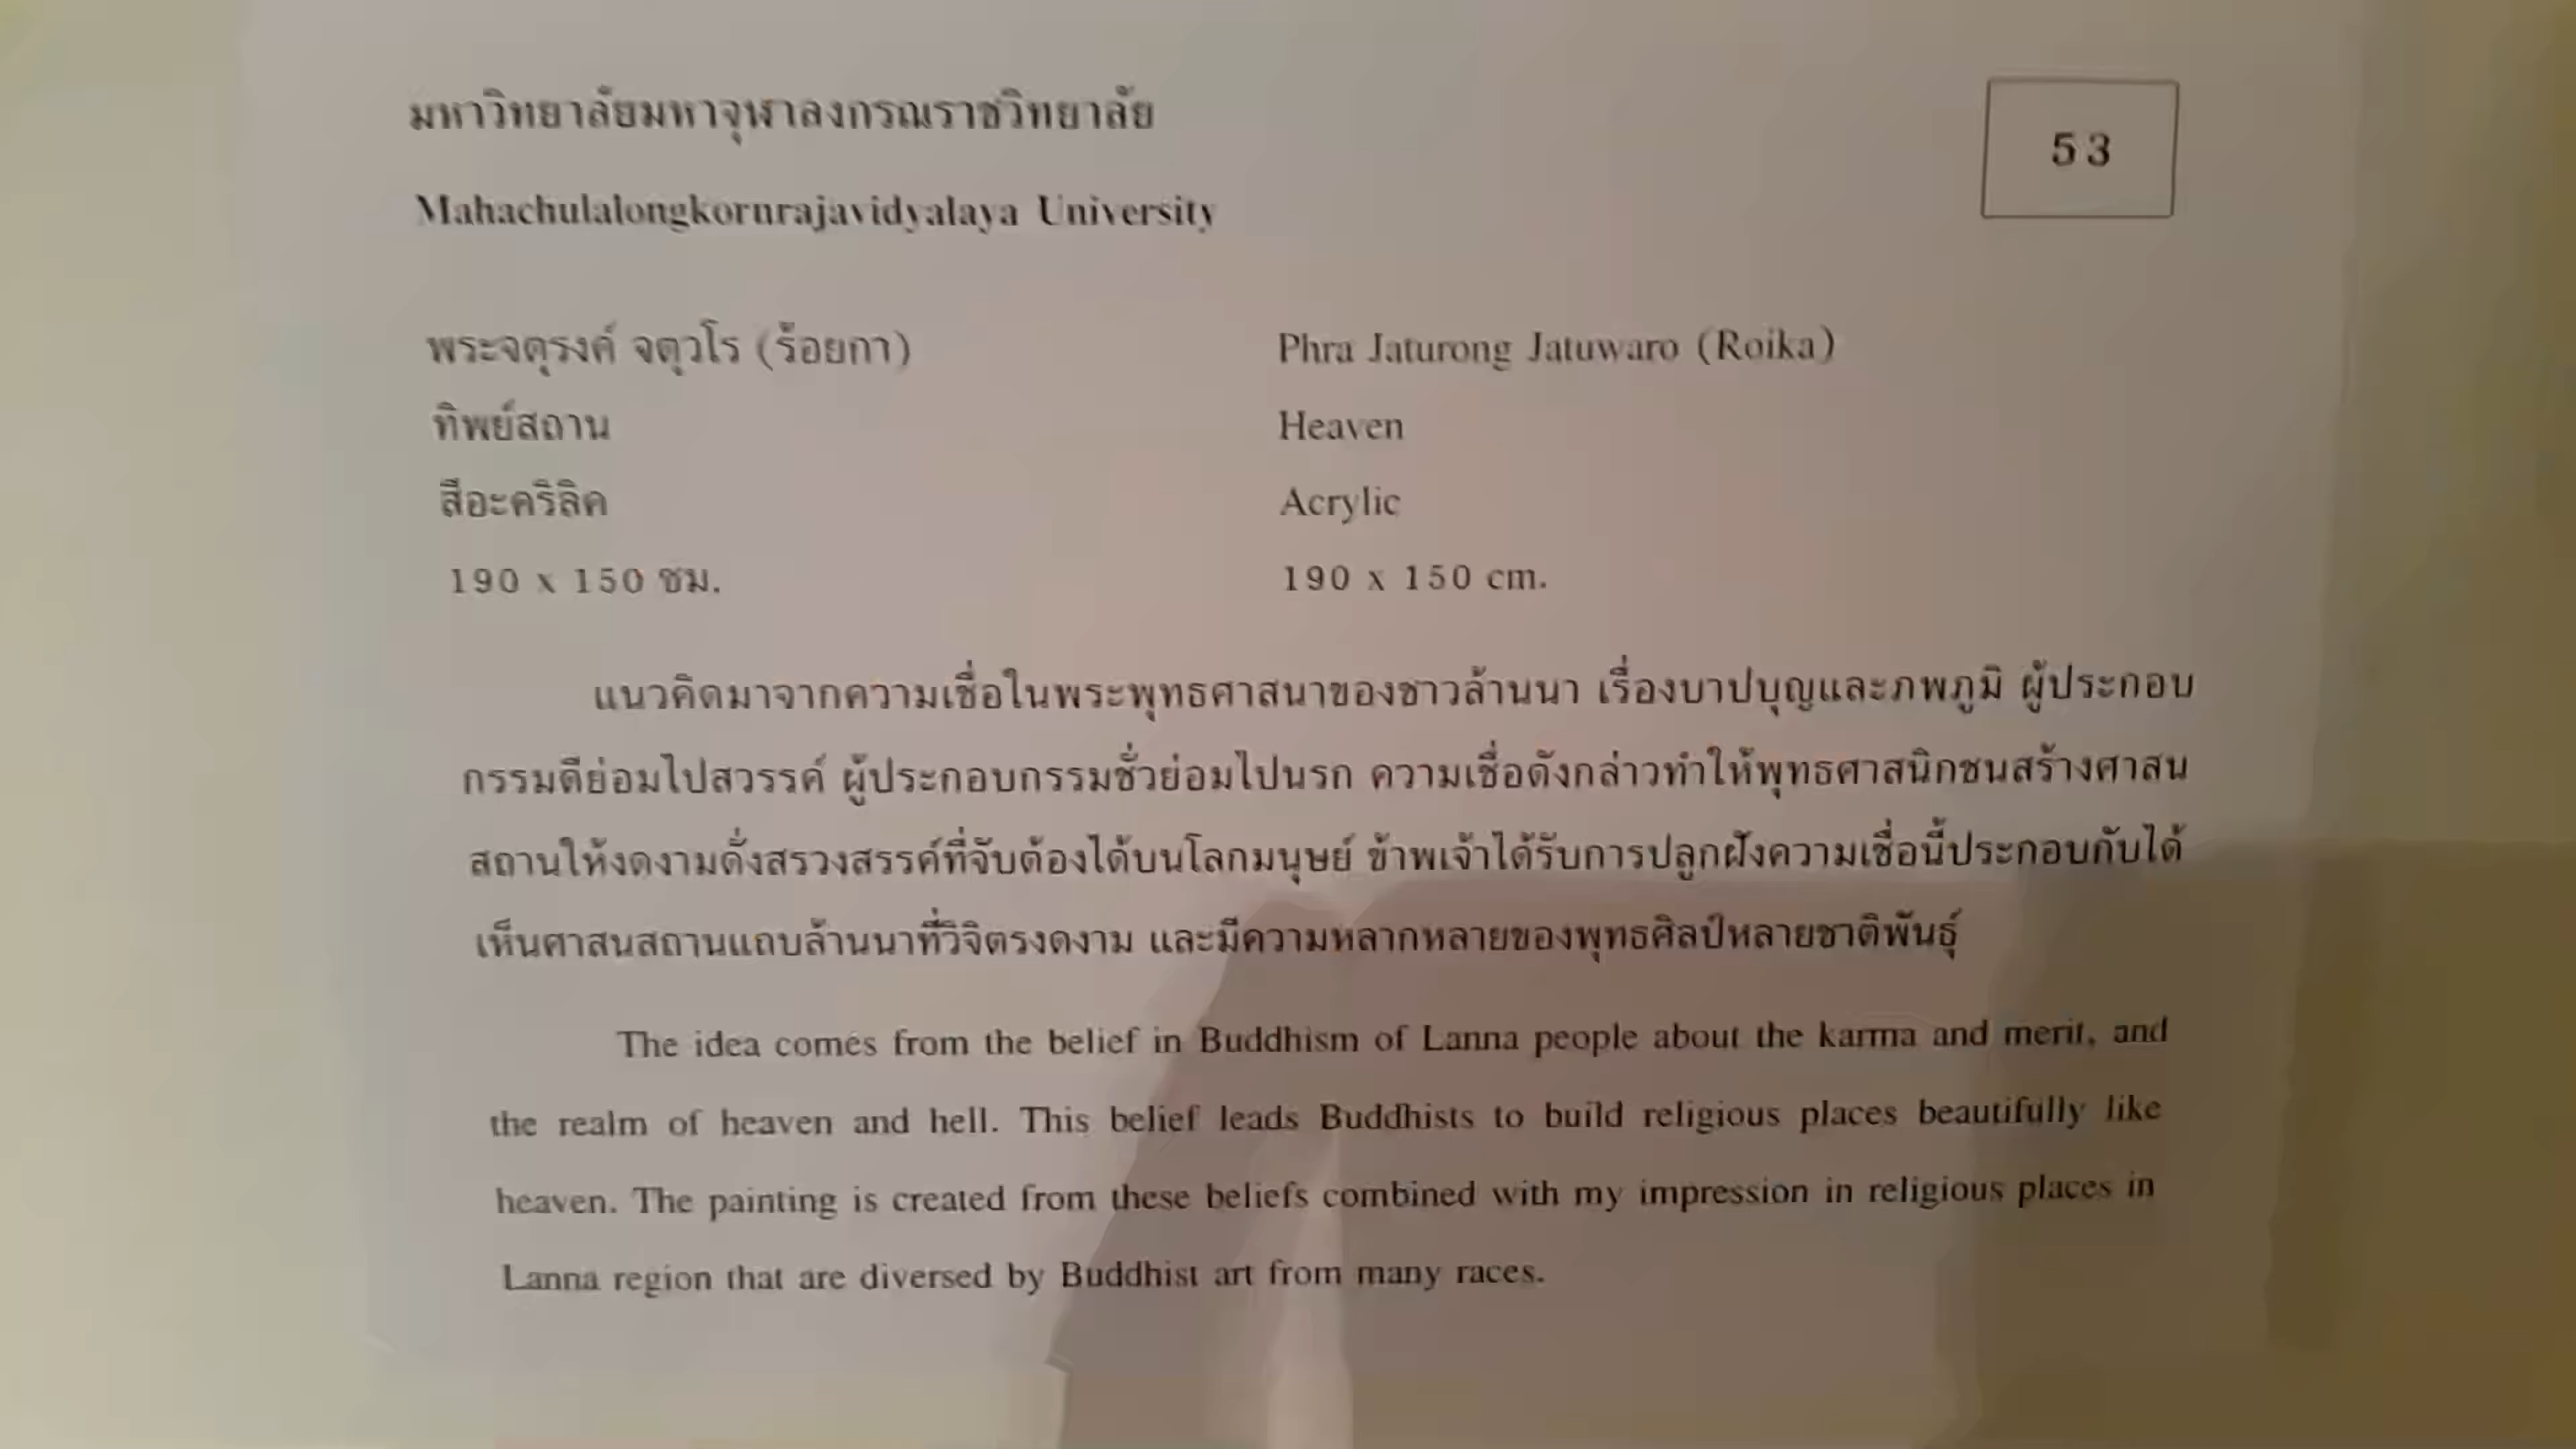 มหาวิทยาลัยมหาจุฬาลงกรณราชวิทยาลัย
53
Mahachulalongkornrajavidyalaya University
พระจตุรงค์ จตุวโร (ร้อยกา) Phra Jaturong Jatuwaro (Roika)
ทิพย์สถาน Heaven
สีอะคริลิค Acrylic
190 x 150 ซม. 190 x 150 cm.
แนวคิดมาจากความเชื่อในพระพุทธศาสนาของชาวล้านนา เรื่องบาปบุญและภพภูมิ ผู้ประกอบ
กรรมดีย่อมไปสวรรค์ ผู้ประกอบกรรมชั่วย่อมไปนรก ความเชื่อดังกล่าวทำให้พุทธศาสนิกชนสร้างศาสน
สถานให้งดงามดั่งสรวงสรรค์ที่จับต้องได้บนโลกมนุษย์ ข้าพเจ้าได้รับการปลูกฝังความเชื่อนี้ประกอบกับได้
เห็นศาสนสถานแถบล้านนาที่วิจิตรงดงาม และมีความหลากหลายของพุทธศิลป์หลายชาติพันธุ์
The idea comes from the belief in Buddhism of Lanna people about the karma and merit, and
the realm of heaven and hell. This belief leads Buddhists to build religious places beautifully like
heaven. The painting is created from these beliefs combined with my impression in religious places in
Lanna region that are diversed by Buddhist art from many races.